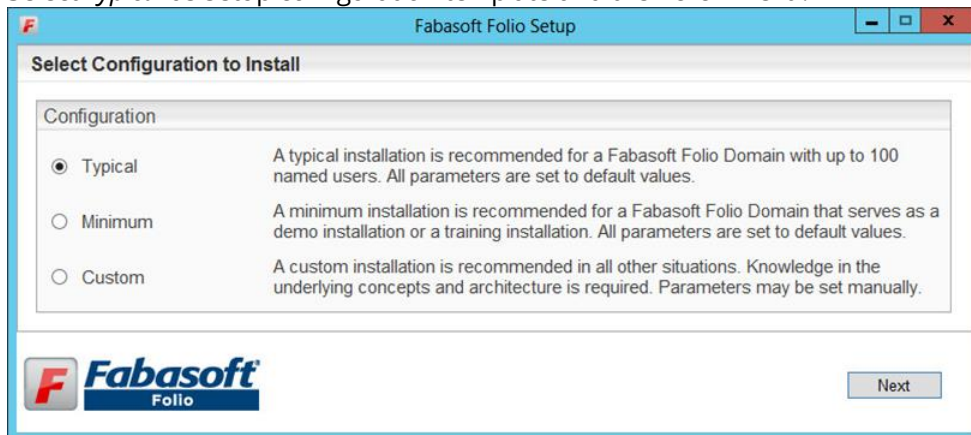 Fabasoft Folio Setup
Select Configuration to Install
Configuration
Typical
A typical installation is recommended for a Fabasoft Folio Domain with up to 100
named users. All parameters are set to default values.
Minimum
A minimum installation is recommended for a Fabasoft Folio Domain that serves as a
demo installation or a training installation. All parameters are set to default values.
Custom
A custom installation is recommended in all other situations. Knowledge in the
underlying concepts and architecture is required. Parameters may be set manually.
Fabasoft
Folio
Next